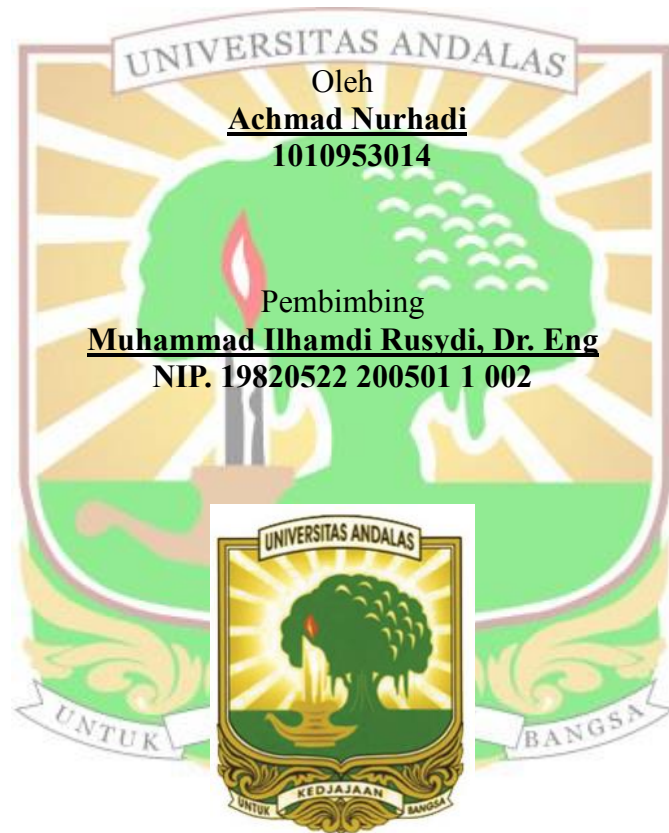 UNIVERSITAS ANDALAS
Oleh
Achmad Nurhadi
1010953014
Pembimbing
Muhammad Ilhamdi Rusydi, Dr. Eng
NIP. 19820522 200501 1 002
UNIVERSITAS ANDALAS
UNTUK BANGSA
UNTUK KEDJAJAAN BANGSA